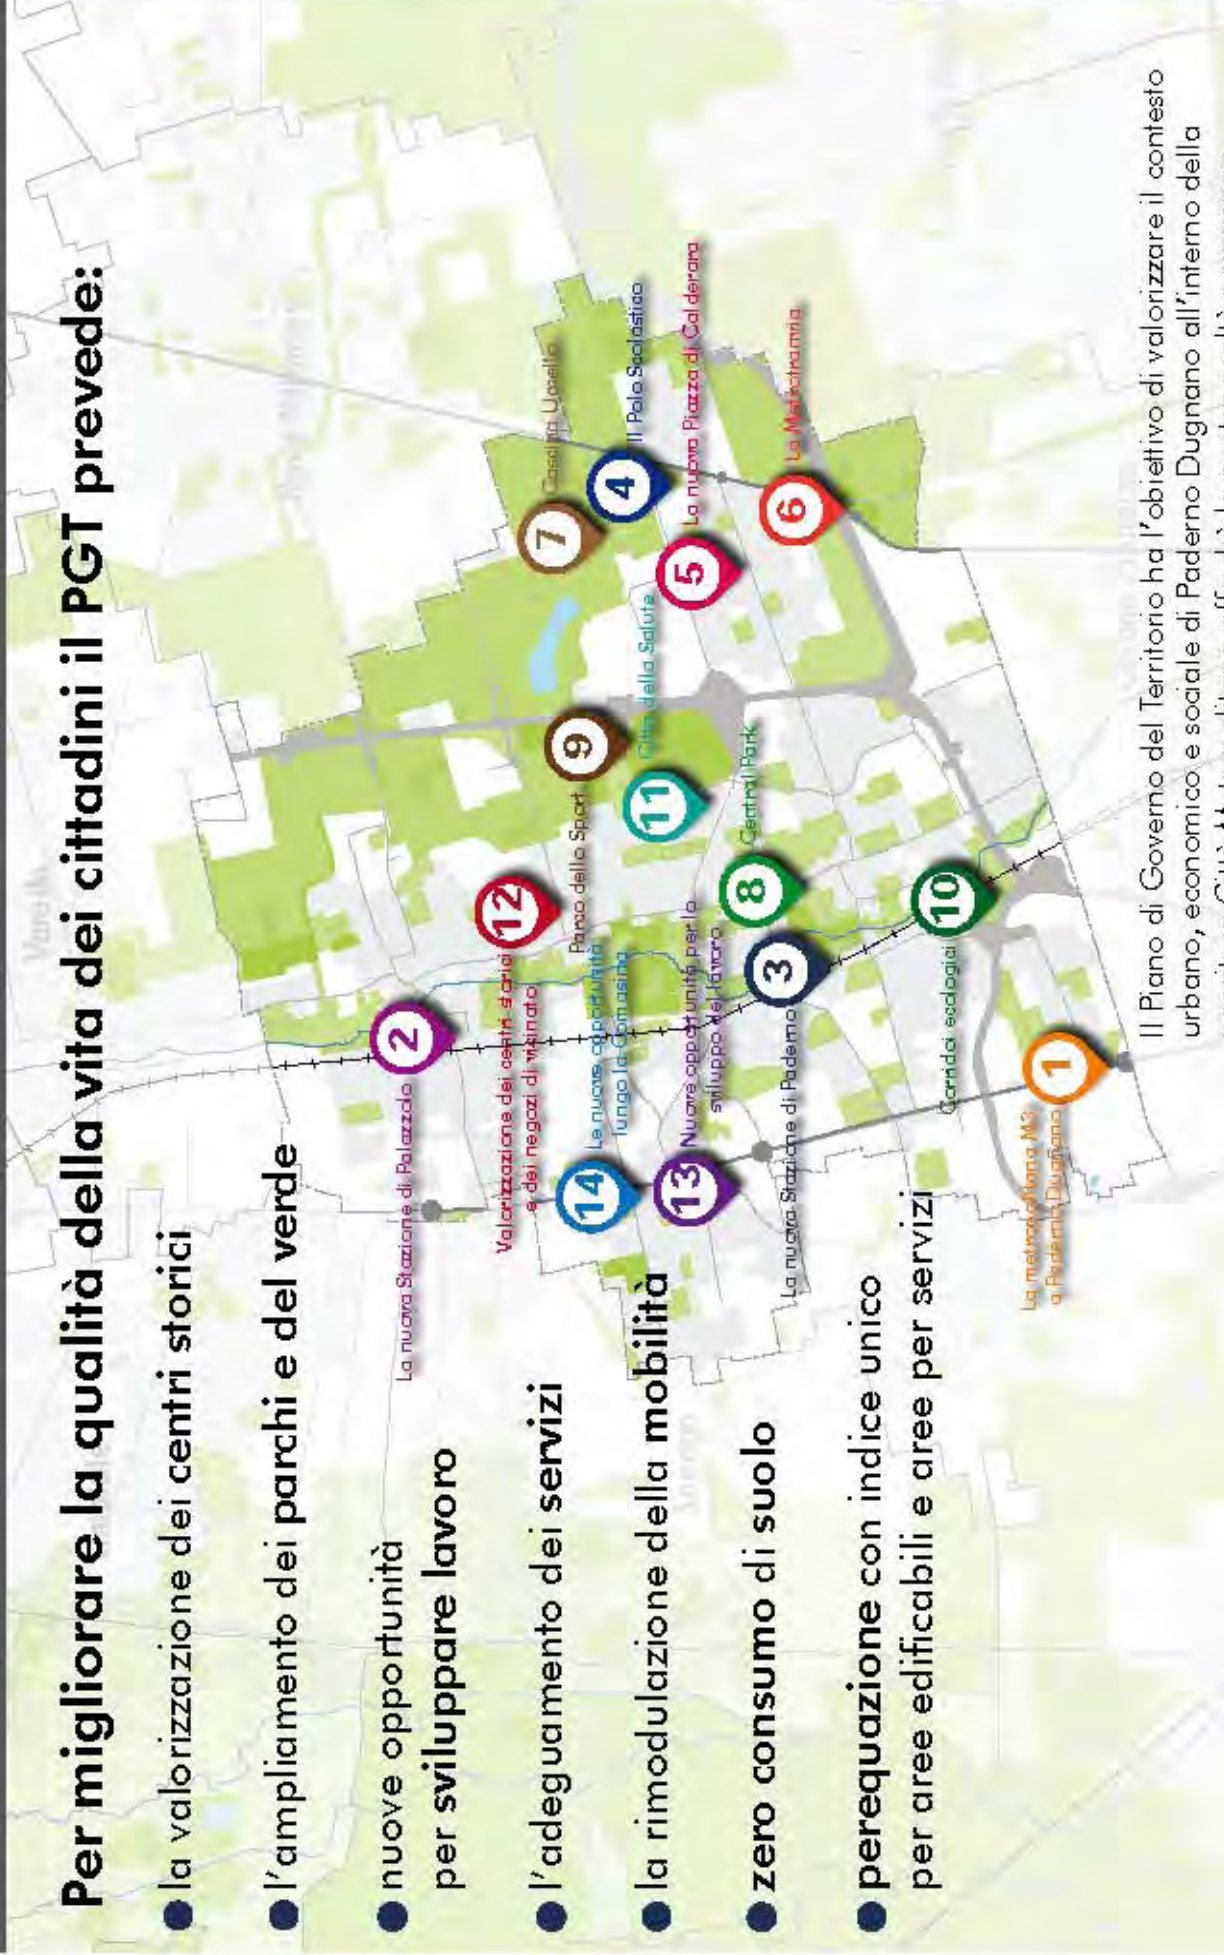 Per migliorare la qualità della vita dei cittadini il PGT prevede:
la valorizzazione dei centri storici
l'ampliamento dei parchi e del verde
nuove opportunità
per sviluppare lavoro
l'adeguamento dei servizi
la rimodulazione della mobilità
zero consumo di suolo
perequazione con indice unico
per aree edificabili e aree per servizi
2
La nuova Stazione di Palazzolo
12
Valorizzazione dei centri storici
e dei negozi di vicinato
7
Cascina Uccello
9
Parco dello Sport
14
Le nuove opportunità
lungo la Comasina
4
Il Polo Scolastico
11
Città della Salute
5
La nuova Piazza di Calderara
13
Nuove opportunità per lo
sviluppo del lavoro
8
Central Park
3
La nuova Stazione di Paderno
6
La Metrotramvia
10
Corridoi ecologici
1
La metropolitana M3
a Paderno Dugnano
Il Piano di Governo del Territorio ha l'obiettivo di valorizzare il contesto
urbano, economico e sociale di Paderno Dugnano all'interno della